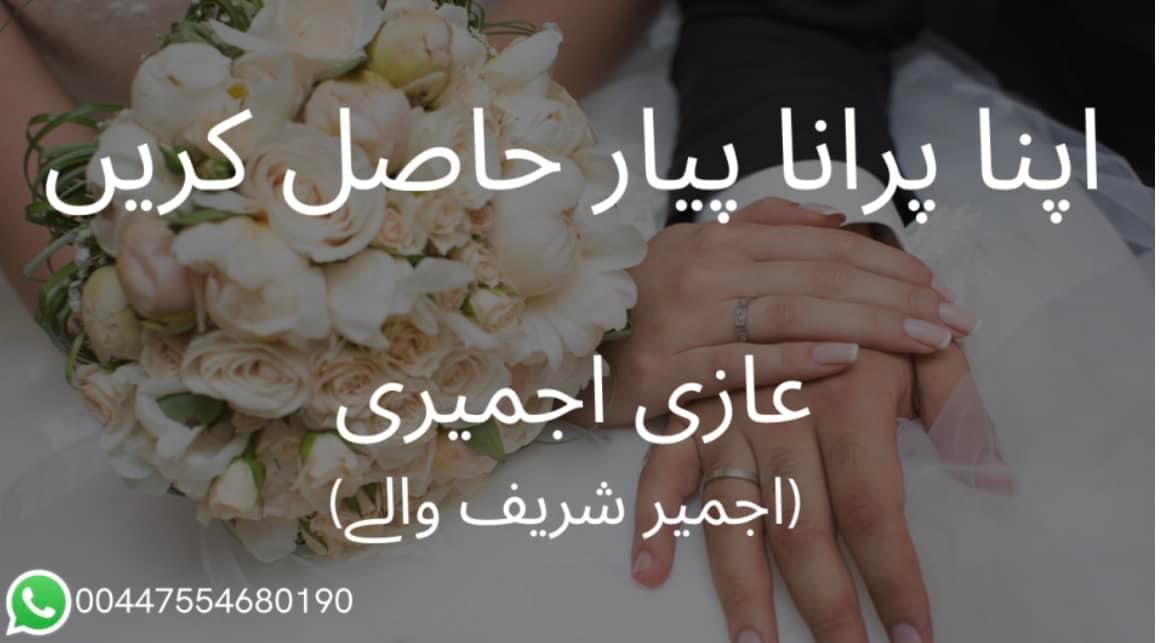 اپنا پرانا پیار حاصل کریں
عازی اجمیری
(اجمیر شریف والے)
00447554680190